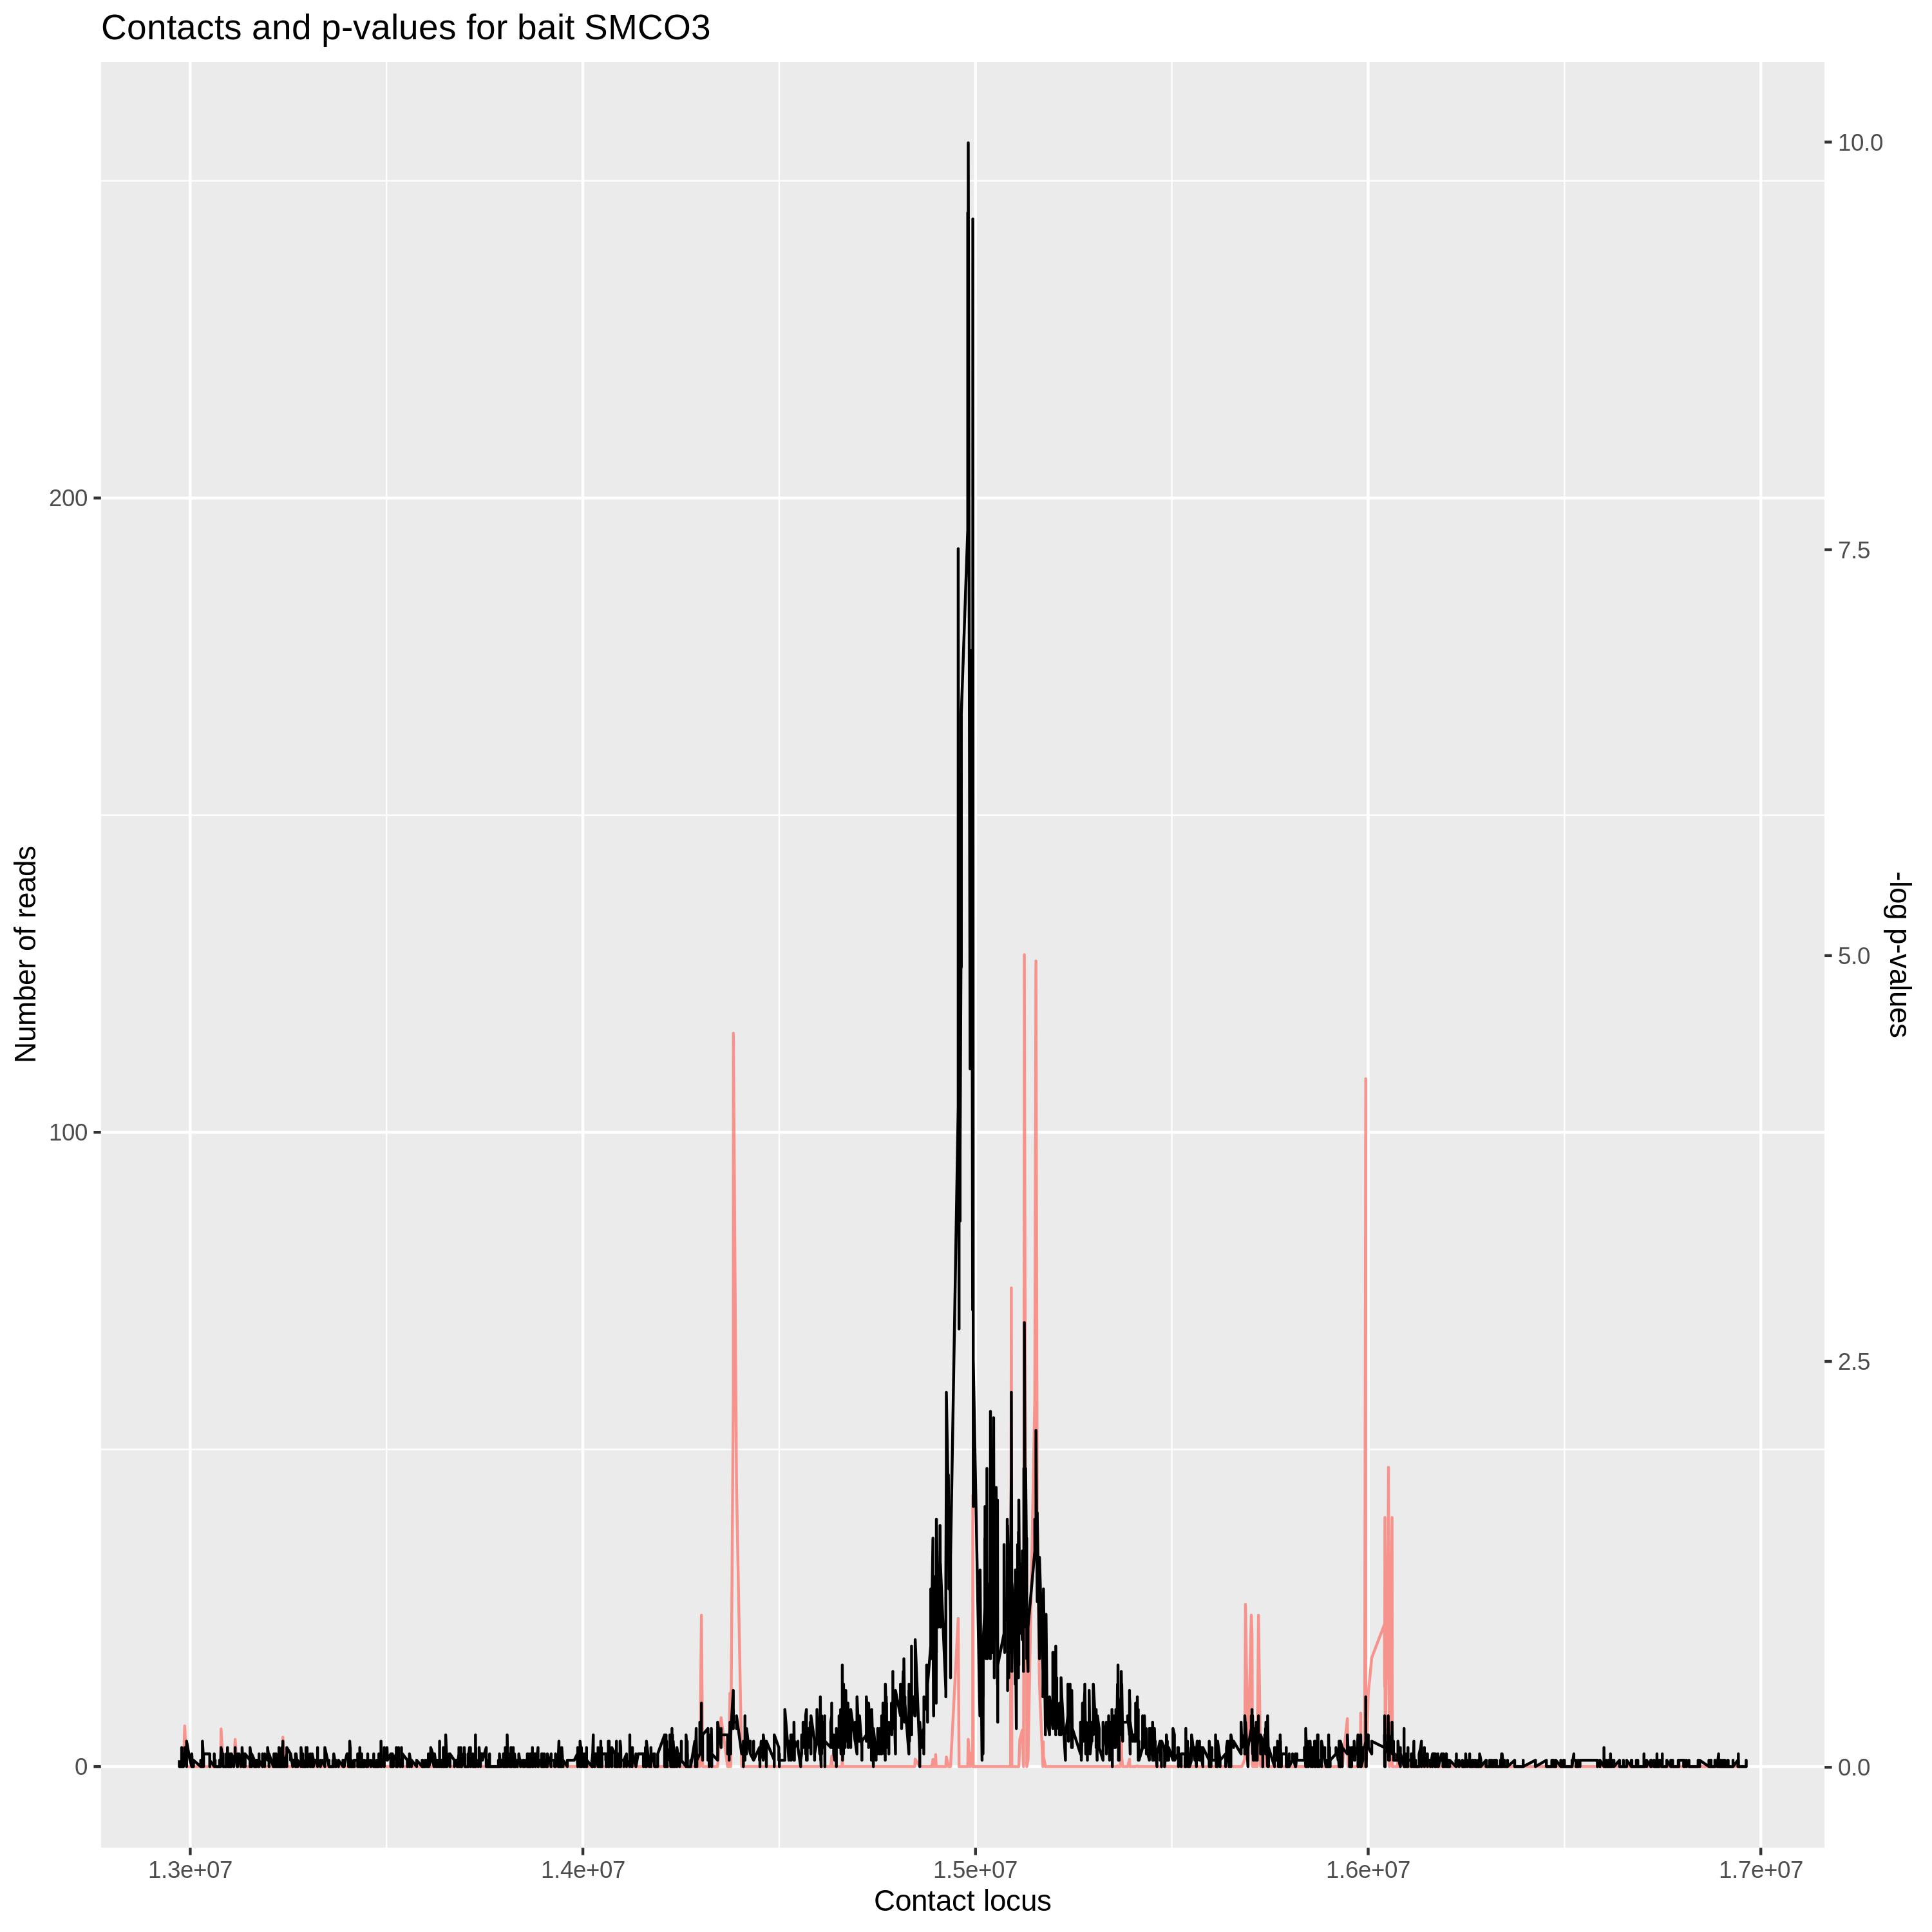 Contacts and p-values for bait SMCO3
10.0
200
7.5
Number of reads
-log p-values
5.0
100
2.5
0
0.0
1.3e+07 1.4e+07 1.5e+07 1.6e+07 1.7e+07
Contact locus